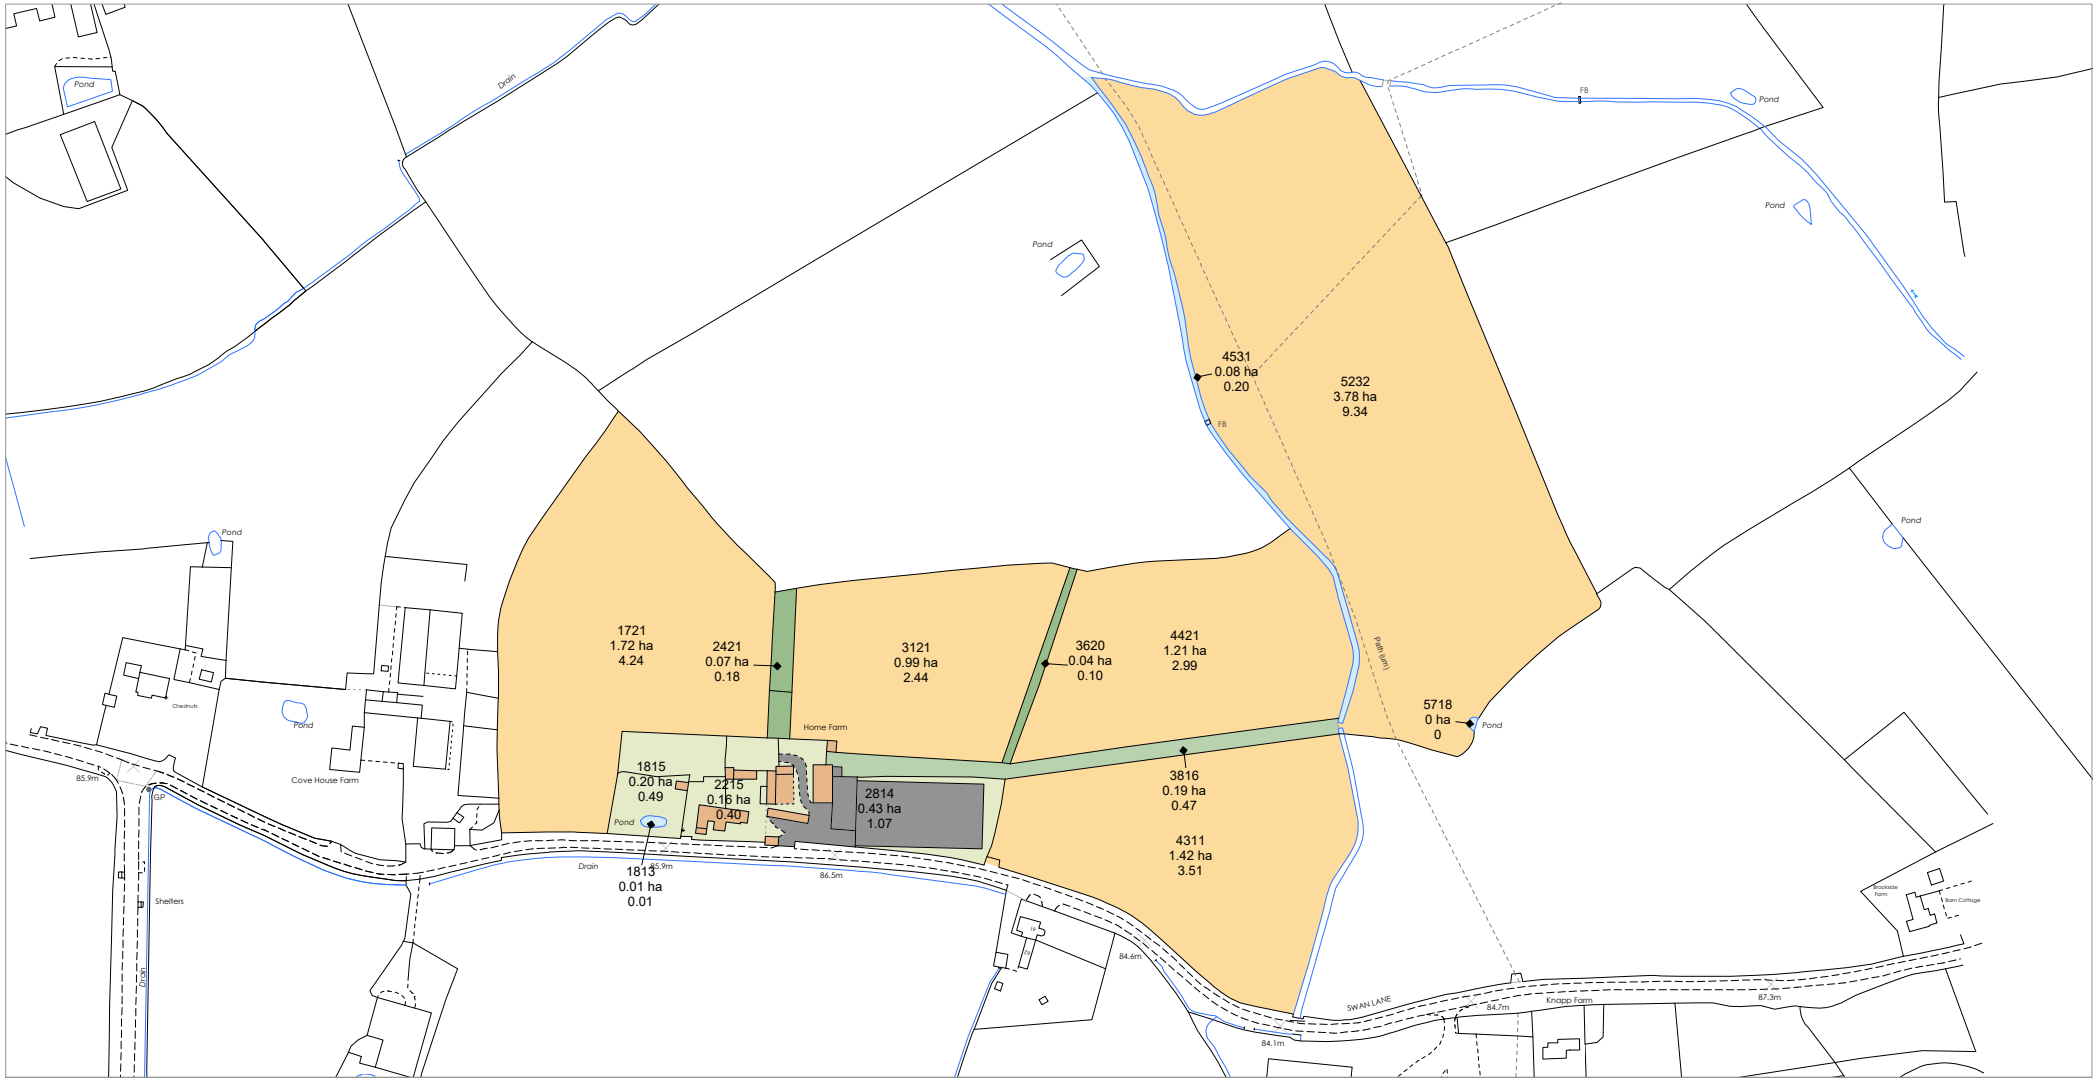 Pond
Drain
FB
Pond
Pond
Pond
4531
0.08 ha
0.20
5232
3.78 ha
9.34
FB
Pond
Pond
1721
1.72 ha
4.24
2421
0.07 ha
0.18
3121
0.99 ha
2.44
3620
0.04 ha
0.10
4421
1.21 ha
2.99
Path (um)
Chestnuts
Pond
Home Farm
5718
0 ha
0
Pond
85.9m
GP
Cove House Farm
1815
0.20 ha
0.49
2215
0.16 ha
0.40
2814
0.43 ha
1.07
3816
0.19 ha
0.47
Pond
4311
1.42 ha
3.51
Drain
85.9m
86.5m
1813
0.01 ha
0.01
Shelters
Brookside
Farm
Barn Cottage
61
84.6m
Drain
SWAN LANE
84.7m
Knapp Farm
87.3m
84.1m